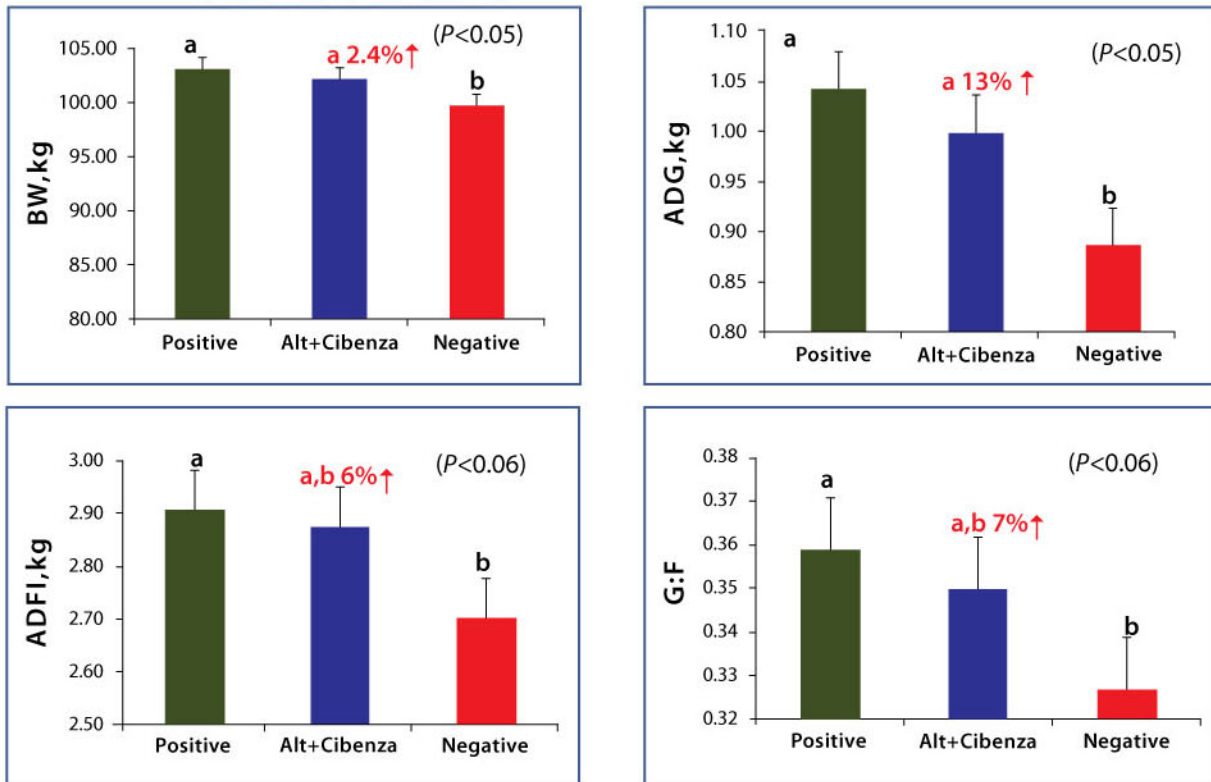 BW,kg
105.00
100.00
95.00
90.00
85.00
80.00
a
a 2.4%↑
b
(P<0.05)
Positive
Alt+Cibenza
Negative
ADG,kg
1.10
1.05
1.00
0.95
0.90
0.85
0.80
a
a 13% ↑
b
(P<0.05)
Positive
Alt+Cibenza
Negative
ADFI,kg
3.00
2.90
2.80
2.70
2.60
2.50
a
a,b 6%↑
b
(P<0.06)
Positive
Alt+Cibenza
Negative
G:F
0.38
0.37
0.36
0.35
0.34
0.33
0.32
a
a,b 7%↑
b
(P<0.06)
Positive
Alt+Cibenza
Negative